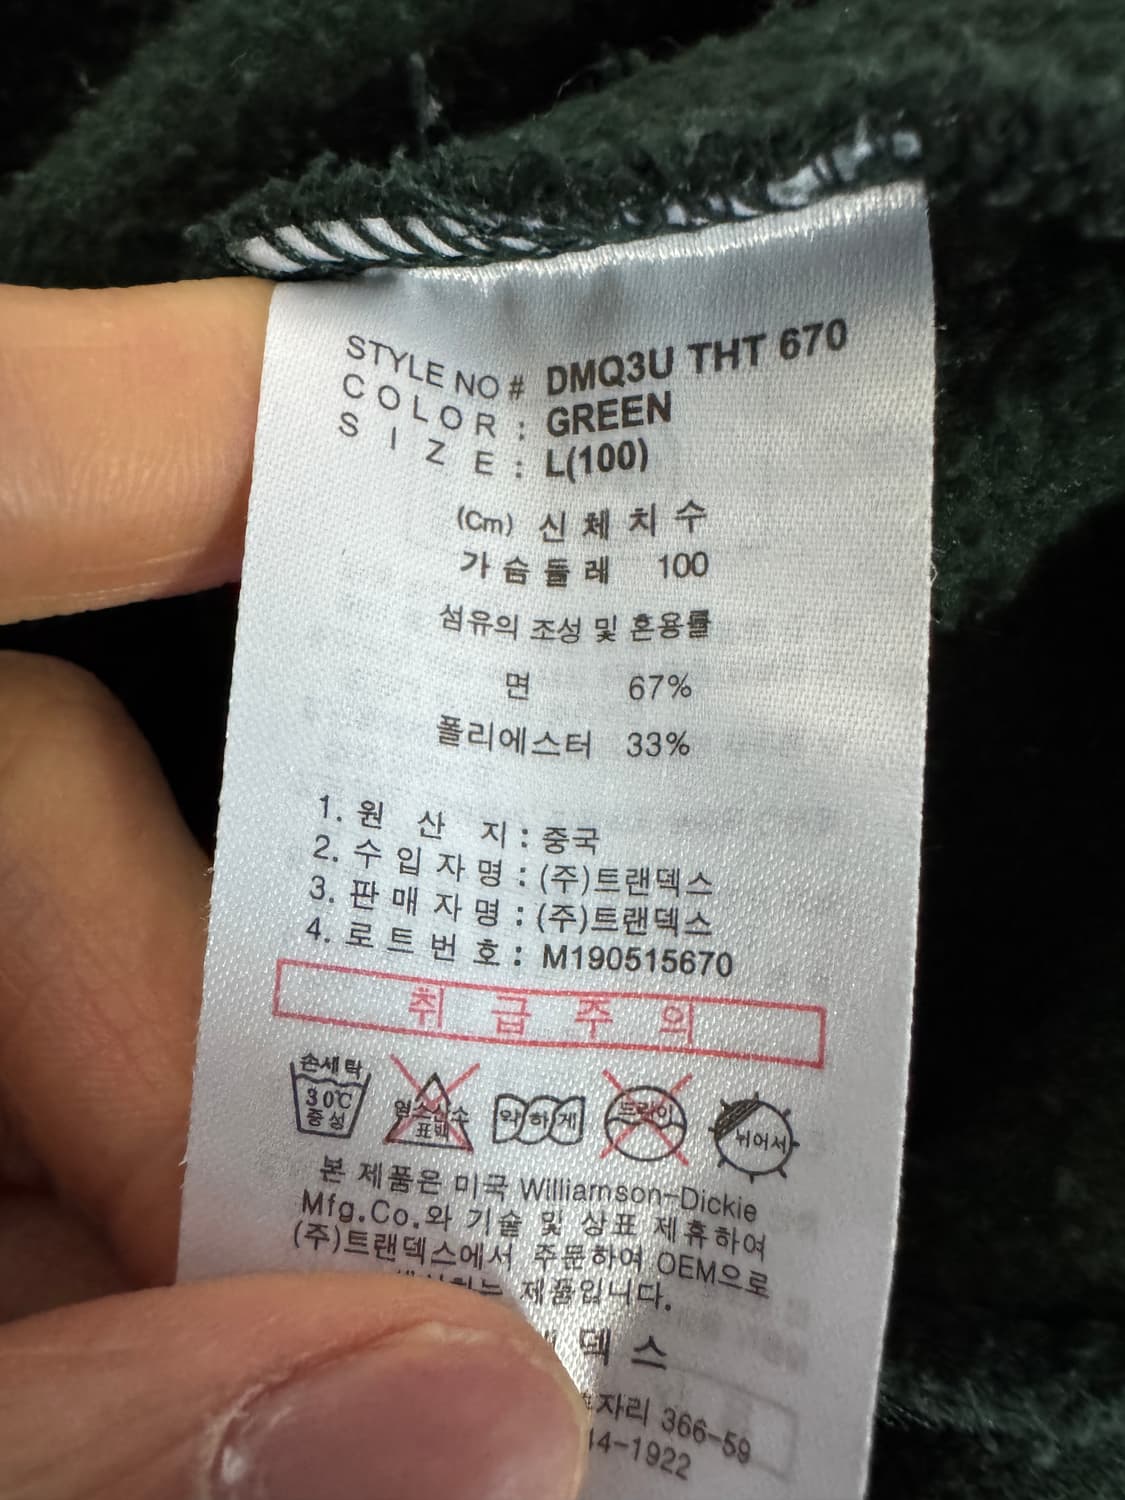 STYLE NO # DMQ3U THT 670
COLOR : GREEN
SIZE : L(100)
(Cm) 신 체 치 수
가 슴 둘 레 100
섬유의 조성 및 혼용률
면 67%
폴리에스터 33%
1. 원 산 지 : 중국
2. 수 입 자 명 : (주)트랜덱스
3. 판 매 자 명 : (주)트랜덱스
4. 로 트 번 호 : M190515670
취 급 주 의
손세탁
30℃
중성
염소산소
표백
약하게
드라이
뉘어서
본 제품은 미국 Williamson-Dickie
Mfg.Co.와 기술 및 상표 제휴하여
(주)트랜덱스에서 주문하여 OEM으로
는 제품입니다.
덱 스
자리 366-59
44-1922